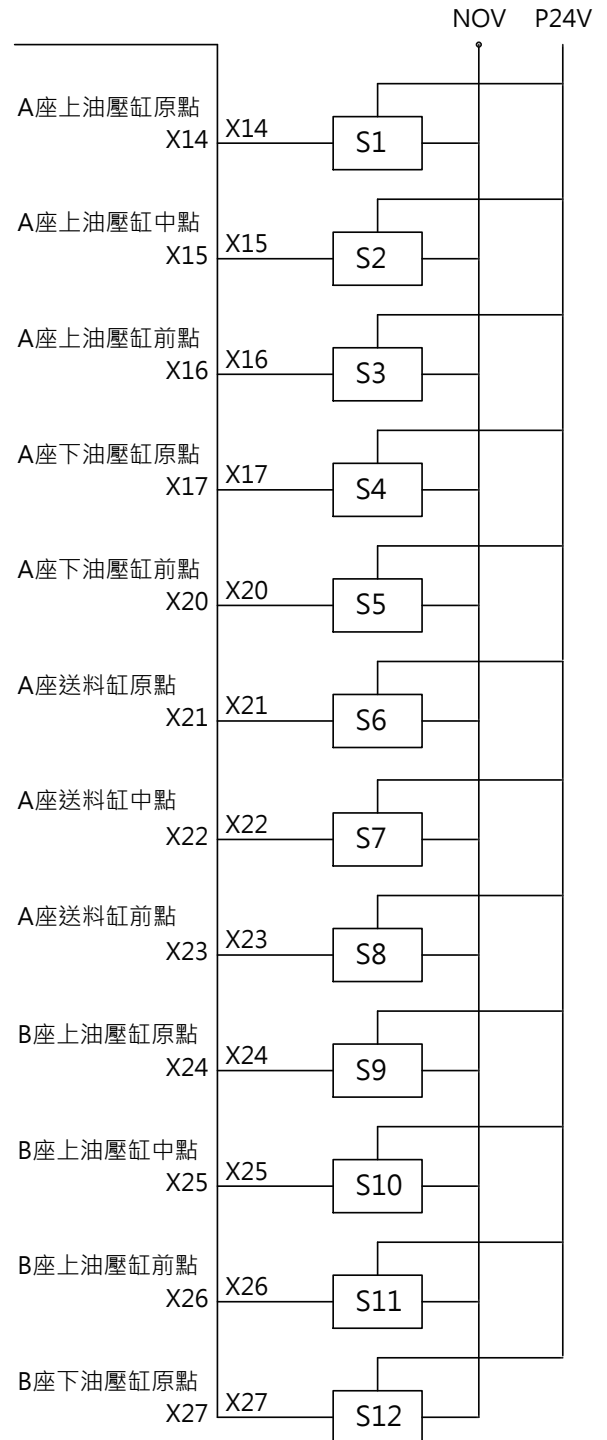 NOV P24V
A座上油壓缸原點
X14 X14 S1
A座上油壓缸中點
X15 X15 S2
A座上油壓缸前點
X16 X16 S3
A座下油壓缸原點
X17 X17 S4
A座下油壓缸前點
X20 X20 S5
A座送料缸原點
X21 X21 S6
A座送料缸中點
X22 X22 S7
A座送料缸前點
X23 X23 S8
B座上油壓缸原點
X24 X24 S9
B座上油壓缸中點
X25 X25 S10
B座上油壓缸前點
X26 X26 S11
B座下油壓缸原點
X27 X27 S12